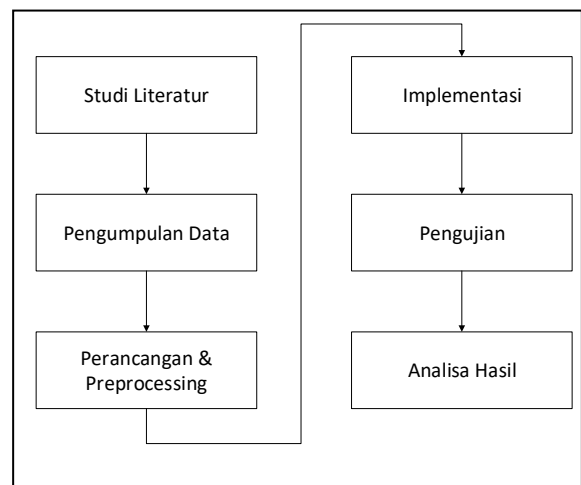 Studi Literatur
Pengumpulan Data
Perancangan &
Preprocessing
Implementasi
Pengujian
Analisa Hasil